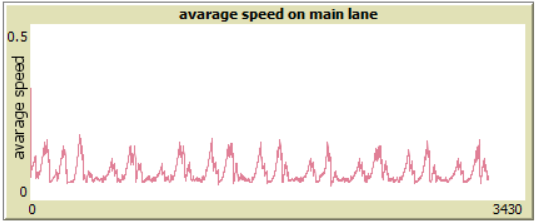 avarage speed on main lane
0.5
avarage speed
0
0
3430